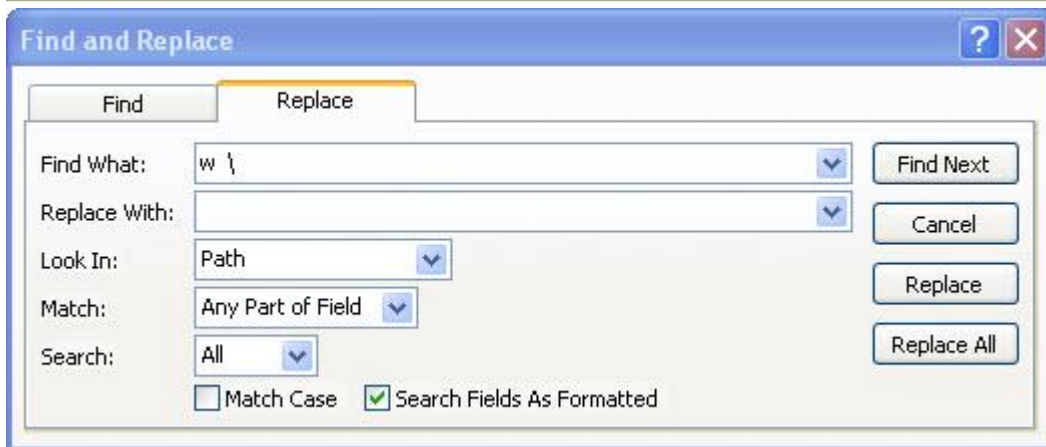 Find and Replace
Find Replace
Find What: w \ Find Next
Replace With: Cancel
Look In: Path
Replace
Match: Any Part of Field
Search: All Replace All
Match Case Search Fields As Formatted